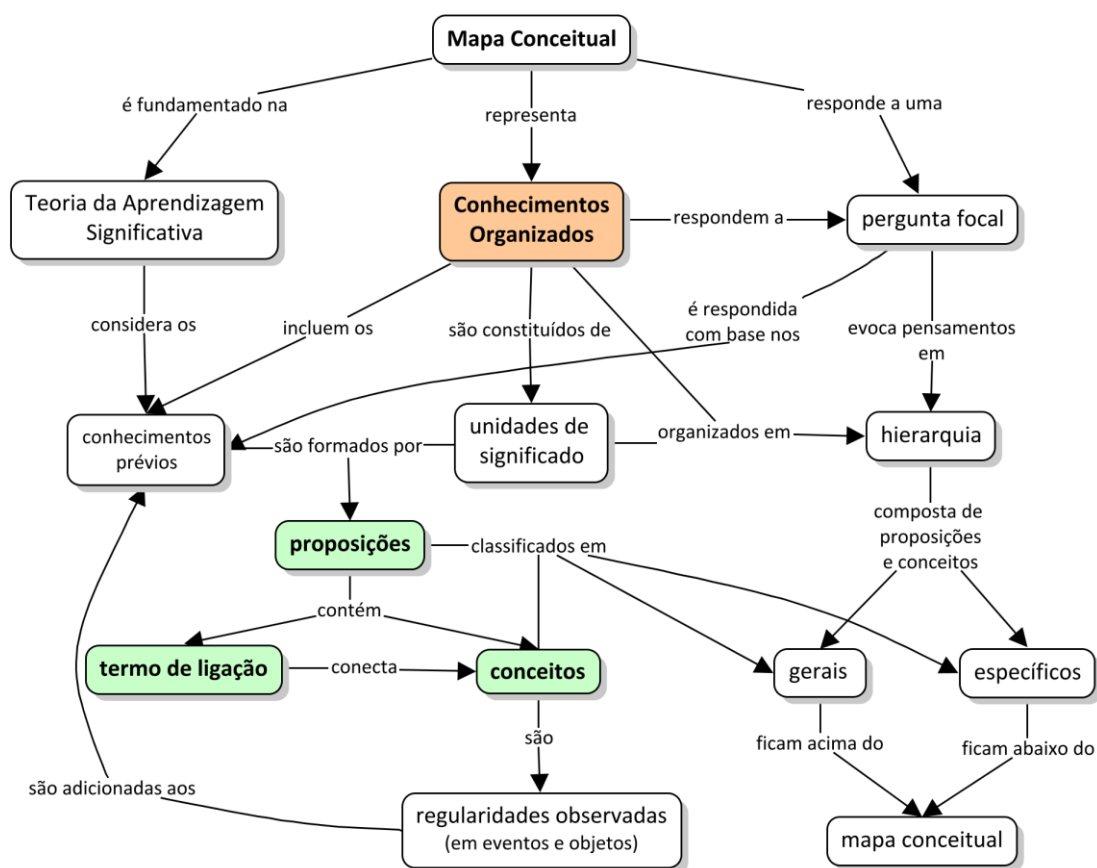 Mapa Conceitual
é fundamentado na
representa
responde a uma
Teoria da Aprendizagem
Significativa
Conhecimentos
Organizados
respondem a
pergunta focal
considera os
incluem os
são constituídos de
é respondida
com base nos
evoca pensamentos
em
conhecimentos
prévios
são formados por
unidades de
significado
organizados em
hierarquia
proposições
classificados em
composta de
proposições
e conceitos
contém
termo de ligação
conecta
conceitos
gerais
específicos
são
ficam acima do
ficam abaixo do
são adicionadas aos
regularidades observadas
(em eventos e objetos)
mapa conceitual